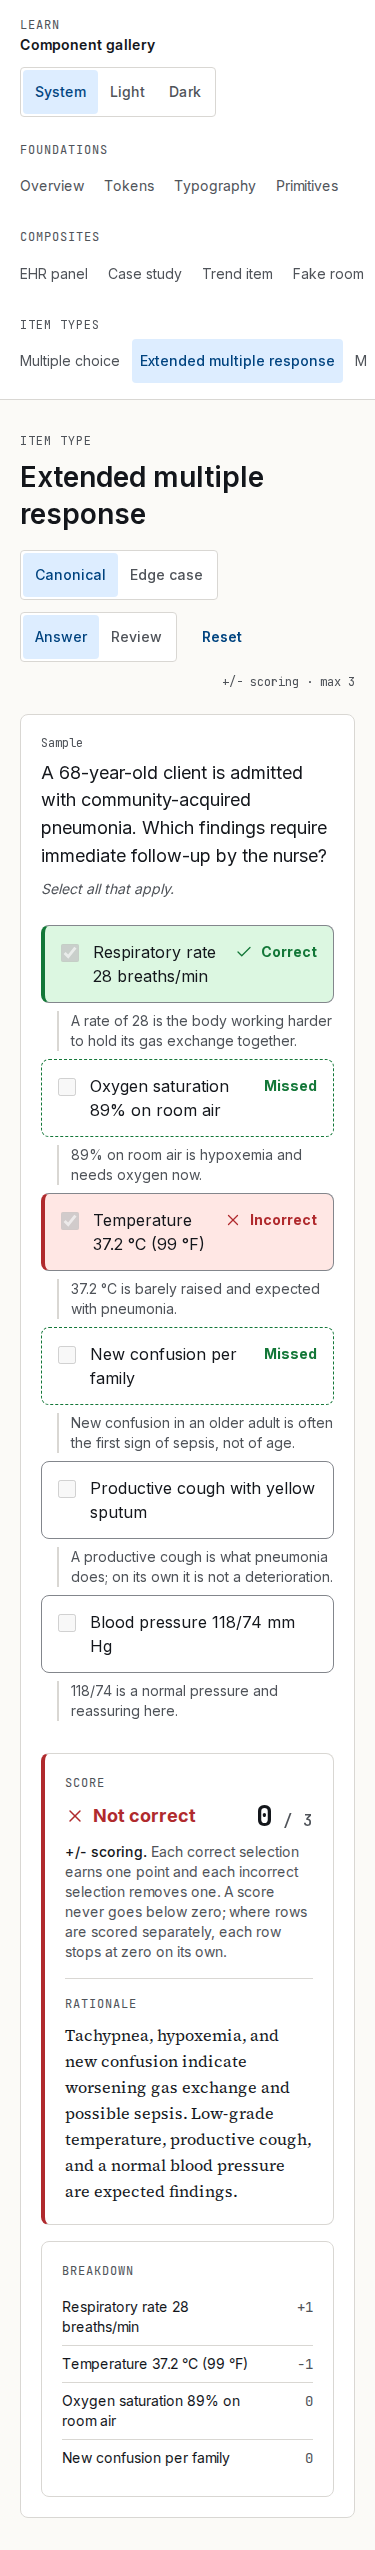 LEARN
Component gallery
System Light Dark
FOUNDATIONS
Overview Tokens Typography Primitives
COMPOSITES
EHR panel Case study Trend item Fake room
ITEM TYPES
Multiple choice Extended multiple response M
ITEM TYPE
Extended multiple
response
Canonical Edge case
Answer Review Reset
+/- scoring · max 3
Sample
A 68-year-old client is admitted
with community-acquired
pneumonia. Which findings require
immediate follow-up by the nurse?
Select all that apply.
Respiratory rate Correct
28 breaths/min
A rate of 28 is the body working harder
to hold its gas exchange together.
Oxygen saturation Missed
89% on room air
89% on room air is hypoxemia and
needs oxygen now.
Temperature Incorrect
37.2 °C (99 °F)
37.2 °C is barely raised and expected
with pneumonia.
New confusion per Missed
family
New confusion in an older adult is often
the first sign of sepsis, not of age.
Productive cough with yellow
sputum
A productive cough is what pneumonia
does; on its own it is not a deterioration.
Blood pressure 118/74 mm
Hg
118/74 is a normal pressure and
reassuring here.
SCORE
Not correct 0 / 3
+/- scoring. Each correct selection
earns one point and each incorrect
selection removes one. A score
never goes below zero; where rows
are scored separately, each row
stops at zero on its own.
RATIONALE
Tachypnea, hypoxemia, and
new confusion indicate
worsening gas exchange and
possible sepsis. Low-grade
temperature, productive cough,
and a normal blood pressure
are expected findings.
BREAKDOWN
Respiratory rate 28 +1
breaths/min
Temperature 37.2 °C (99 °F) -1
Oxygen saturation 89% on 0
room air
New confusion per family 0